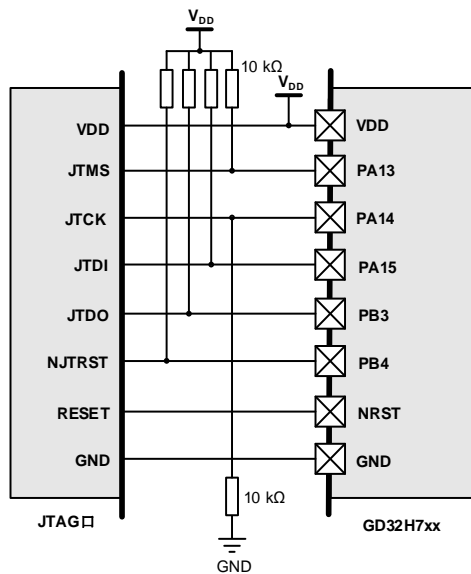 VDD
10 kΩ
VDD
VDD
VDD
JTMS
PA13
JTCK
PA14
JTDI
PA15
JTDO
PB3
NJTRST
PB4
RESET
NRST
GND
GND
10 kΩ
JTAG口
GD32H7xx
GND